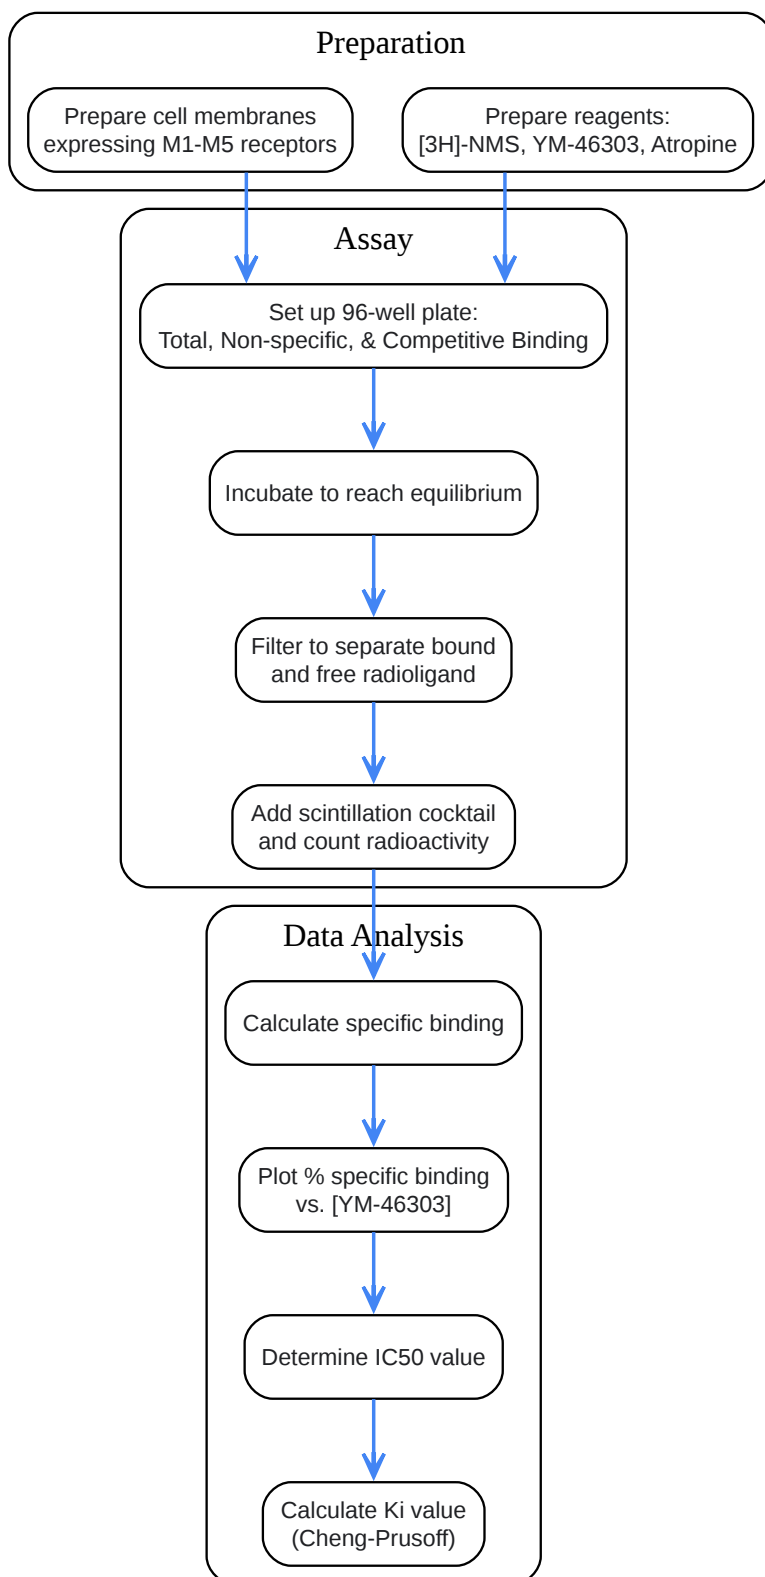 Preparation
Prepare cell membranes
expressing M1-M5 receptors
Prepare reagents:
[3H]-NMS, YM-46303, Atropine
Assay
Set up 96-well plate:
Total, Non-specific, & Competitive Binding
Incubate to reach equilibrium
Filter to separate bound
and free radioligand
Add scintillation cocktail
and count radioactivity
Data Analysis
Calculate specific binding
Plot % specific binding
vs. [YM-46303]
Determine IC50 value
Calculate Ki value
(Cheng-Prusoff)